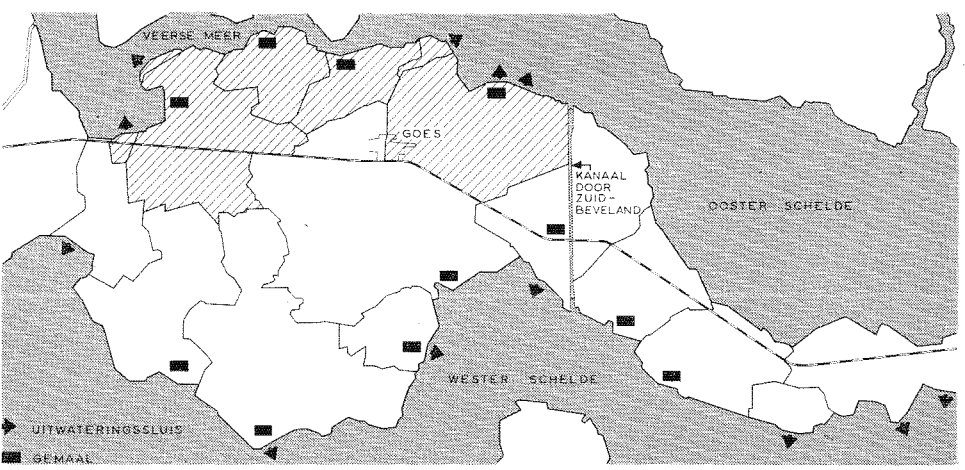 VEERSE MEER
GOES
KANAAL
DOOR
ZUID-
BEVELAND
OOSTER SCHELDE
WESTER SCHELDE
UITWATERINGSSLUIS
GEMAAL